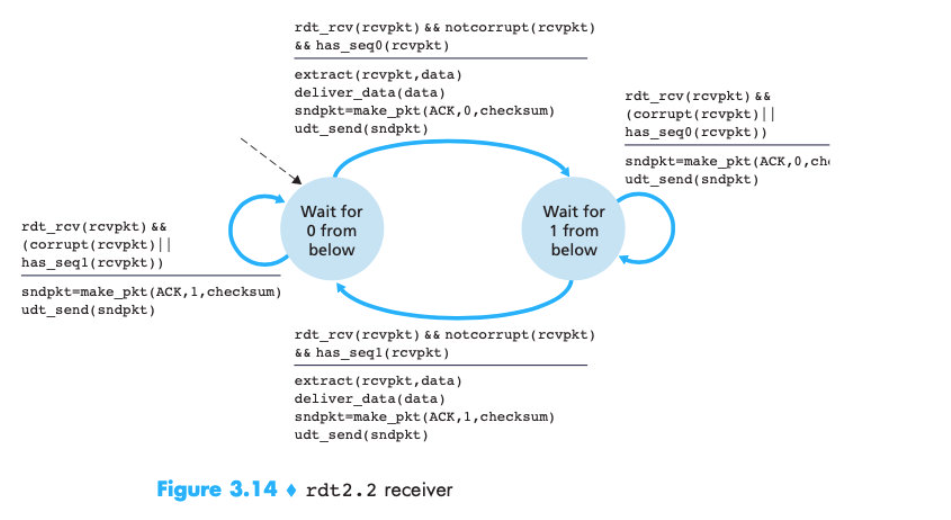 rdt_rcv(rcvpkt) && notcorrupt(rcvpkt)
&& has_seq0(rcvpkt)
extract(rcvpkt,data)
deliver_data(data)
sndpkt=make_pkt(ACK,0,checksum)
udt_send(sndpkt)
rdt_rcv(rcvpkt) &&
(corrupt(rcvpkt)||
has_seq0(rcvpkt))
sndpkt=make_pkt(ACK,0,ch
udt_send(sndpkt)
Wait for
0 from
below
Wait for
1 from
below
rdt_rcv(rcvpkt) &&
(corrupt(rcvpkt)||
has_seq1(rcvpkt))
sndpkt=make_pkt(ACK,1,checksum)
udt_send(sndpkt)
rdt_rcv(rcvpkt) && notcorrupt(rcvpkt)
&& has_seq1(rcvpkt)
extract(rcvpkt,data)
deliver_data(data)
sndpkt=make_pkt(ACK,1,checksum)
udt_send(sndpkt)
Figure 3.14 ♦ rdt2.2 receiver